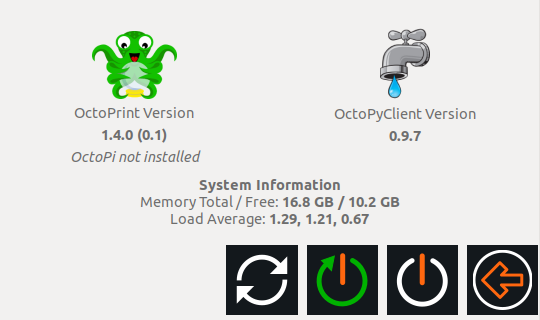 OctoPrint Version
1.4.0 (0.1)
OctoPi not installed
OctoPyClient Version
0.9.7
System Information
Memory Total / Free: 16.8 GB / 10.2 GB
Load Average: 1.29, 1.21, 0.67